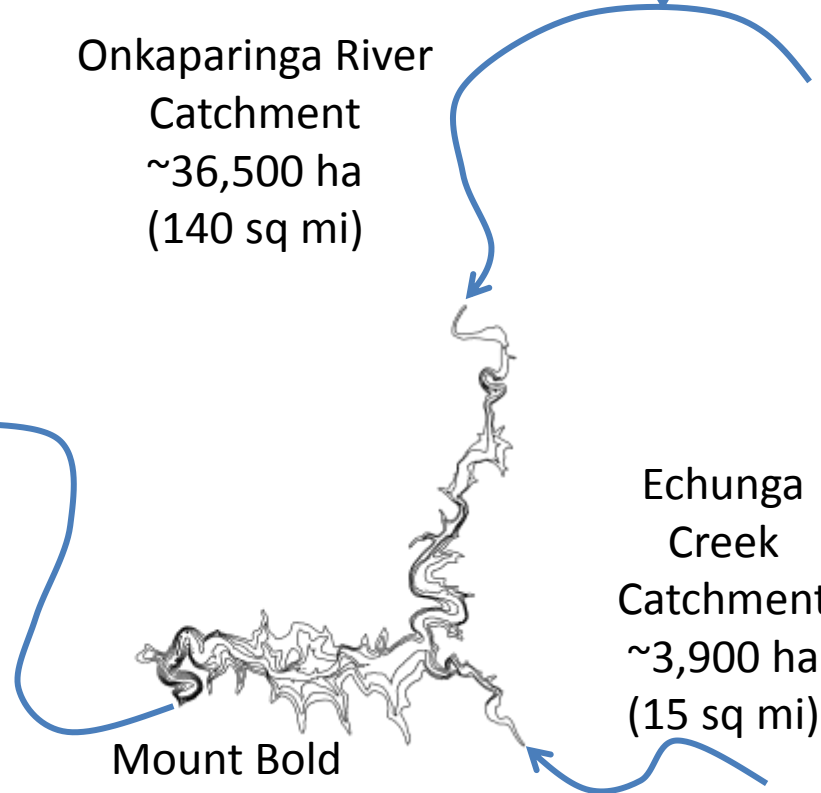 Onkaparinga River
Catchment
~36,500 ha
(140 sq mi)
Echunga
Creek
Catchment
~3,900 ha
(15 sq mi)
Mount Bold